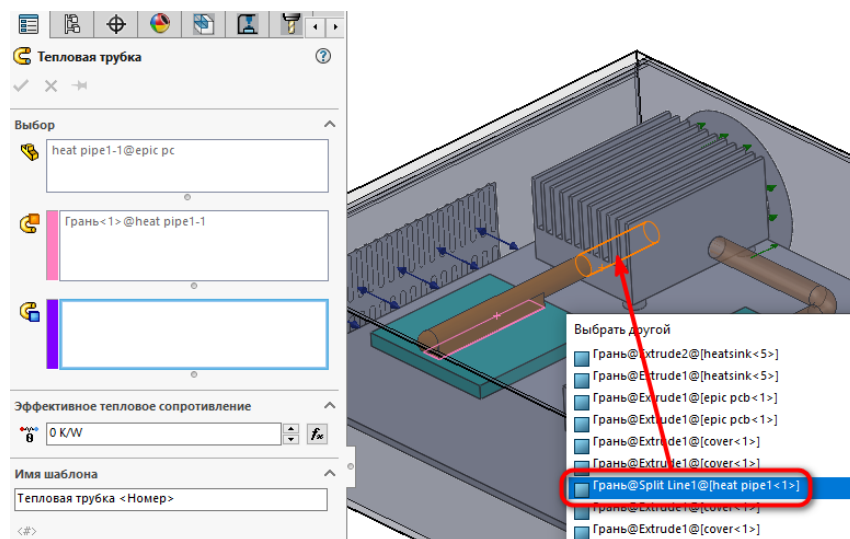 Тепловая трубка
Выбор
heat pipe1-1@epic pc
Грань<1>@heat pipe1-1
Эффективное тепловое сопротивление
0 K/W
Имя шаблона
Тепловая трубка <Номер>
<#>
Выбрать другой
Грань@Extrude2@[heatsink<5>]
Грань@Extrude1@[heatsink<5>]
Грань@Extrude1@[epic pcb<1>]
Грань@Extrude1@[epic pcb<1>]
Грань@Extrude1@[cover<1>]
Грань@Extrude1@[cover<1>]
Грань@Split Line1@[heat pipe1<1>]
Грань@Extrude1@[cover<1>]
Грань@Extrude1@[cover<1>]